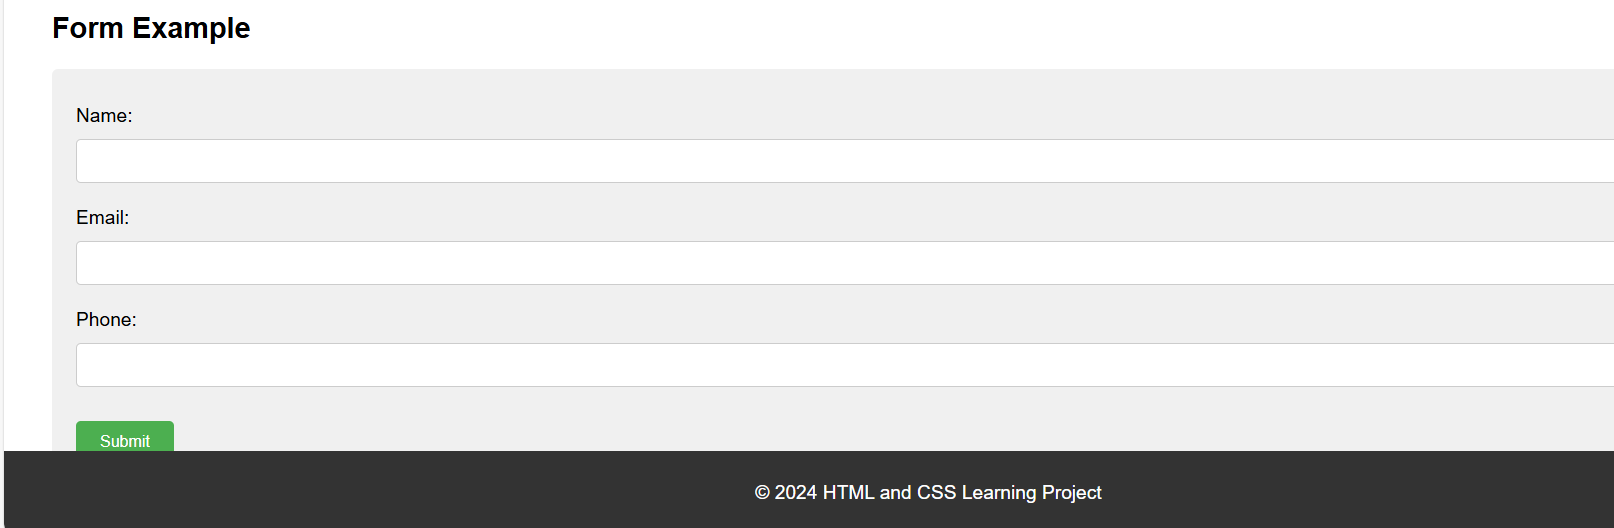 Form Example
Name:
Email:
Phone:
Submit
© 2024 HTML and CSS Learning Project